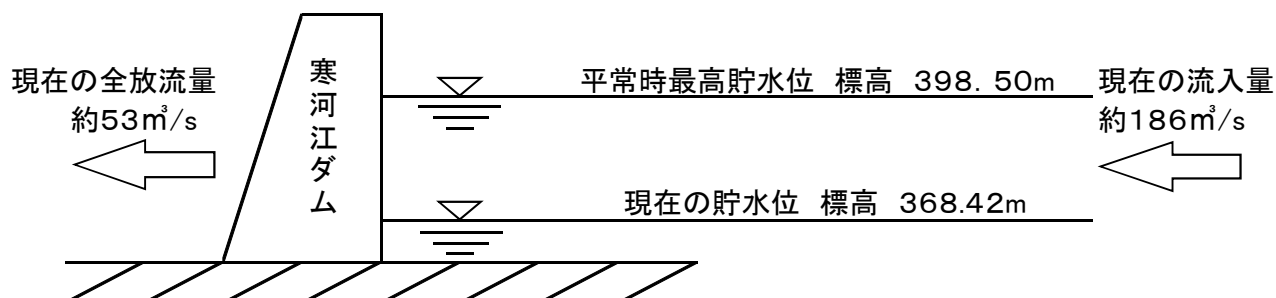 現在の全放流量
約53㎥/s
寒河江ダム
平常時最高貯水位 標高 398.50m
現在の貯水位 標高 368.42m
現在の流入量
約186㎥/s